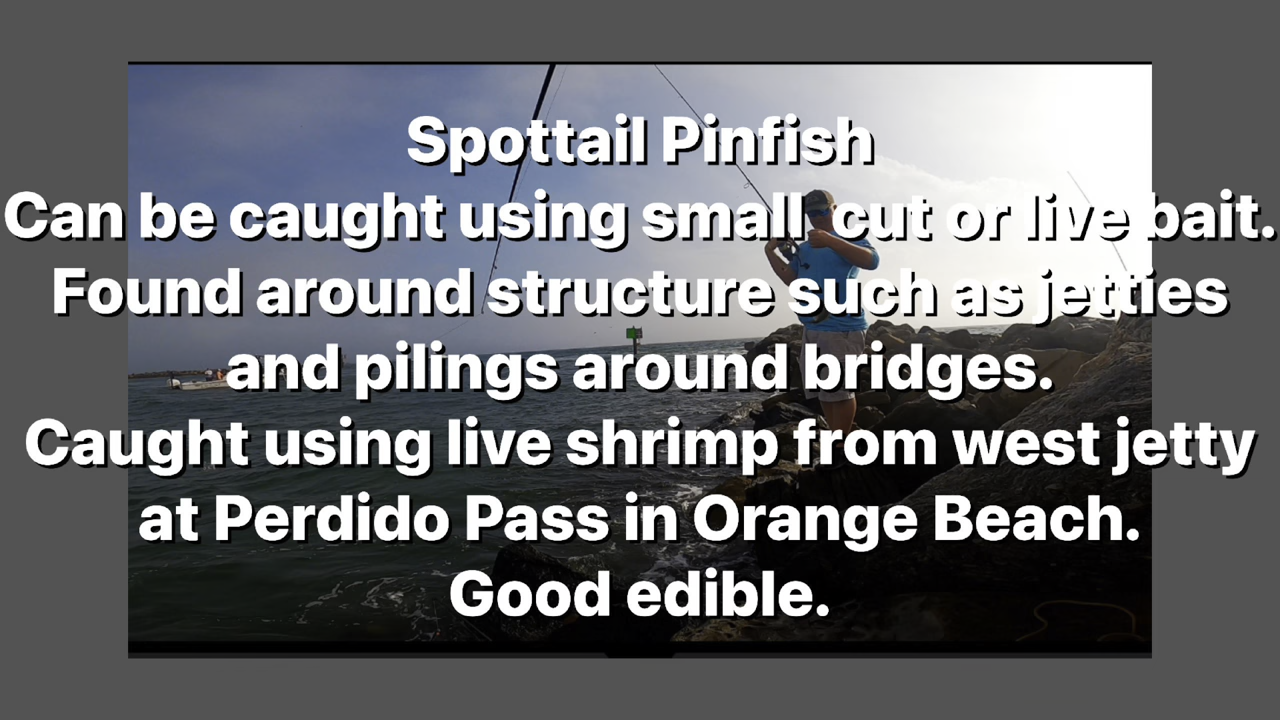 Spottail Pinfish
Can be caught using small cut or live bait.
Found around structure such as jetties
and pilings around bridges.
Caught using live shrimp from west jetty
at Perdido Pass in Orange Beach.
Good edible.